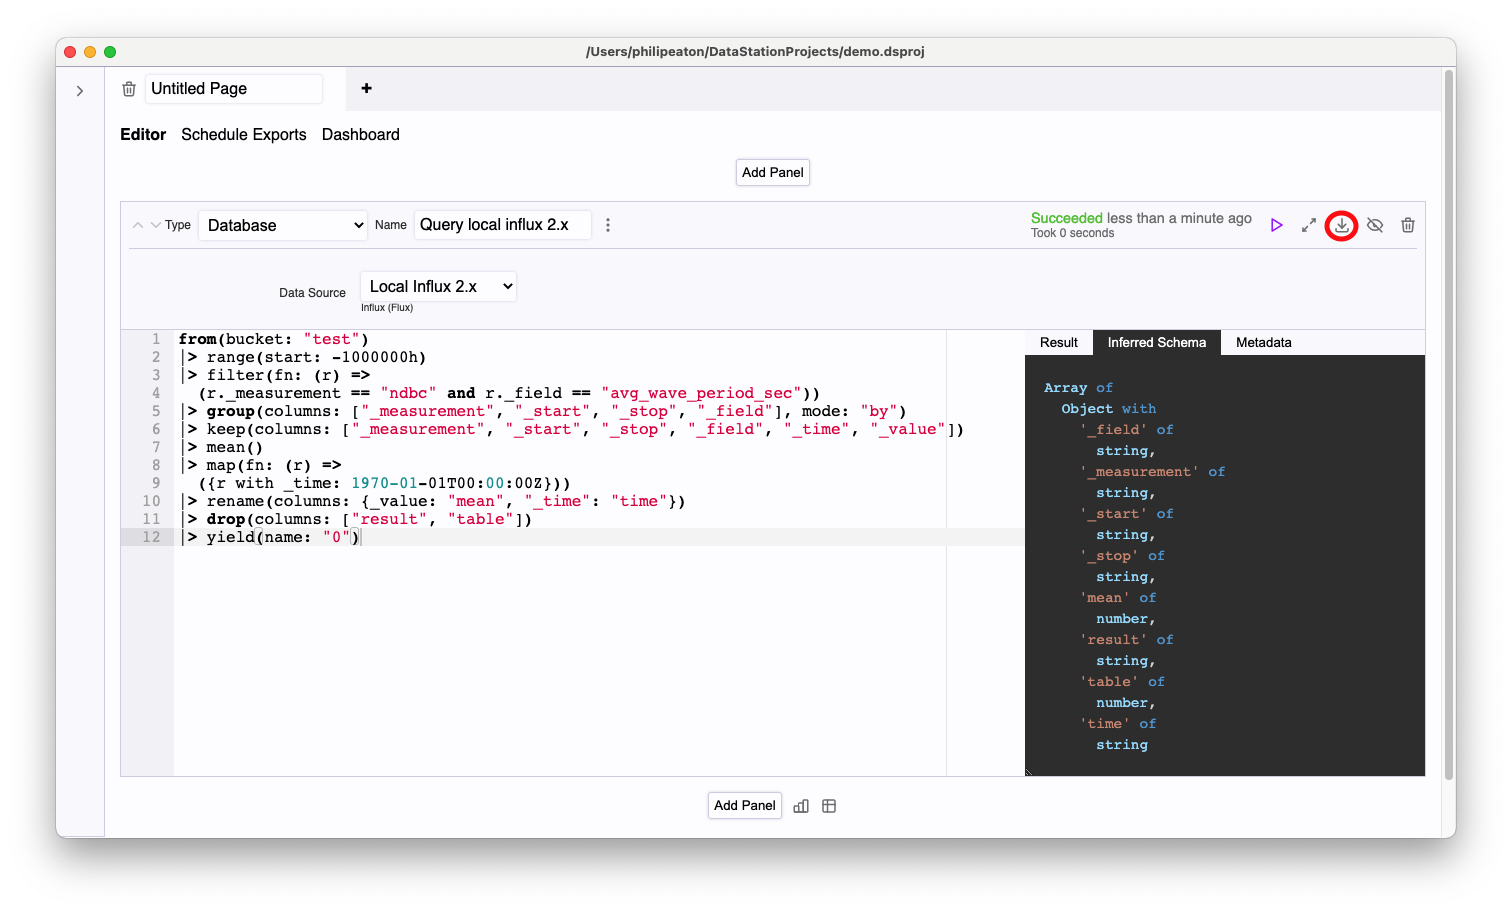 /Users/philipeaton/DataStationProjects/demo.dsproj
Untitled Page
+
Editor Schedule Exports Dashboard
Add Panel
Type Database Name Query local influx 2.x
Succeeded less than a minute ago
Took 0 seconds
Data Source Local Influx 2.x
Influx (Flux)
1 from(bucket: "test")
2 |> range(start: -1000000h)
3 |> filter(fn: (r) =>
4 (r._measurement == "ndbc" and r._field == "avg_wave_period_sec"))
5 |> group(columns: ["_measurement", "_start", "_stop", "_field"], mode: "by")
6 |> keep(columns: ["_measurement", "_start", "_stop", "_field", "_time", "_value"])
7 |> mean()
8 |> map(fn: (r) =>
9 ({r with _time: 1970-01-01T00:00:00Z}))
10 |> rename(columns: {_value: "mean", "_time": "time"})
11 |> drop(columns: ["result", "table"])
12 |> yield(name: "0")
Result Inferred Schema Metadata
Array of
Object with
'_field' of
string,
'_measurement' of
string,
'_start' of
string,
'_stop' of
string,
'mean' of
number,
'result' of
string,
'table' of
number,
'time' of
string
Add Panel